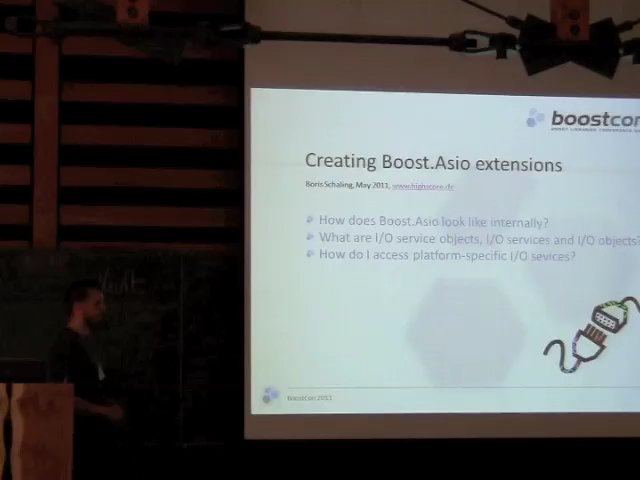 boostcon
Creating Boost.Asio extensions
Boris Schäling, May 2011, www.highscore.de
How does Boost.Asio look like internally?
What are I/O service objects, I/O services and I/O objects?
How do I access platform-specific I/O sevices?
BoostCon 2011